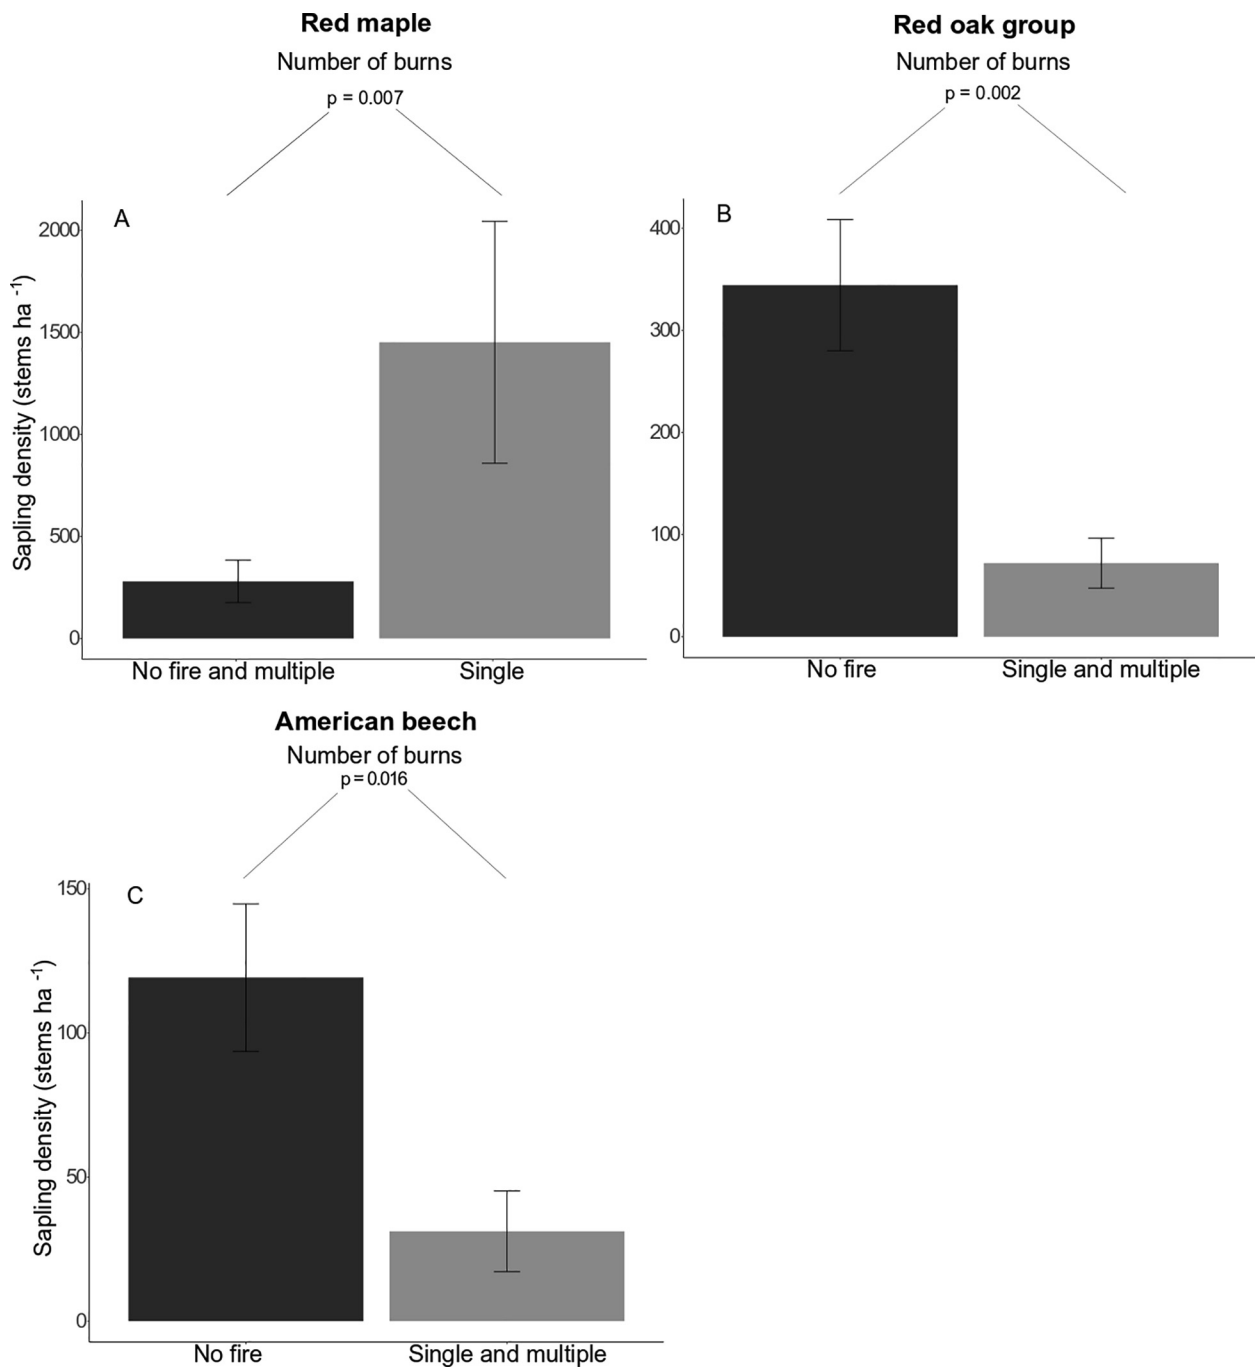 Red maple
Number of burns
p = 0.007
A
2000
1500
1000
500
0
Sapling density (stems ha -1)
No fire and multiple
Single
Red oak group
Number of burns
p = 0.002
B
400
300
200
100
0
No fire
Single and multiple
American beech
Number of burns
p = 0.016
C
150
100
50
0
Sapling density (stems ha -1)
No fire
Single and multiple